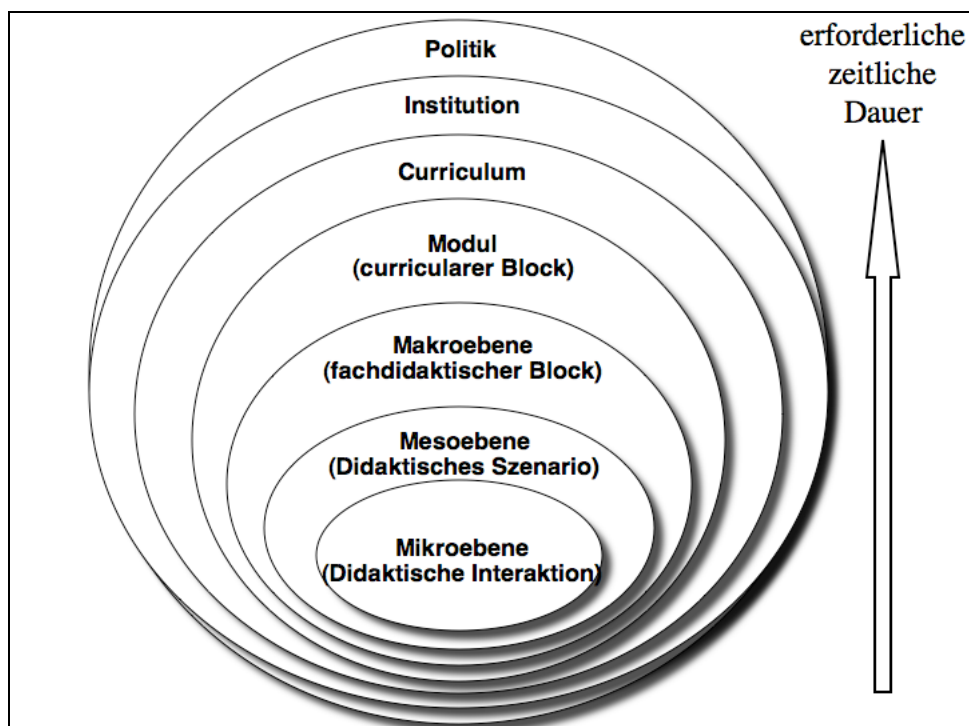 Politik
Institution
Curriculum
Modul
(curricularer Block)
Makroebene
(fachdidaktischer Block)
Mesoebene
(Didaktisches Szenario)
Mikroebene
(Didaktische Interaktion)
erforderliche
zeitliche
Dauer